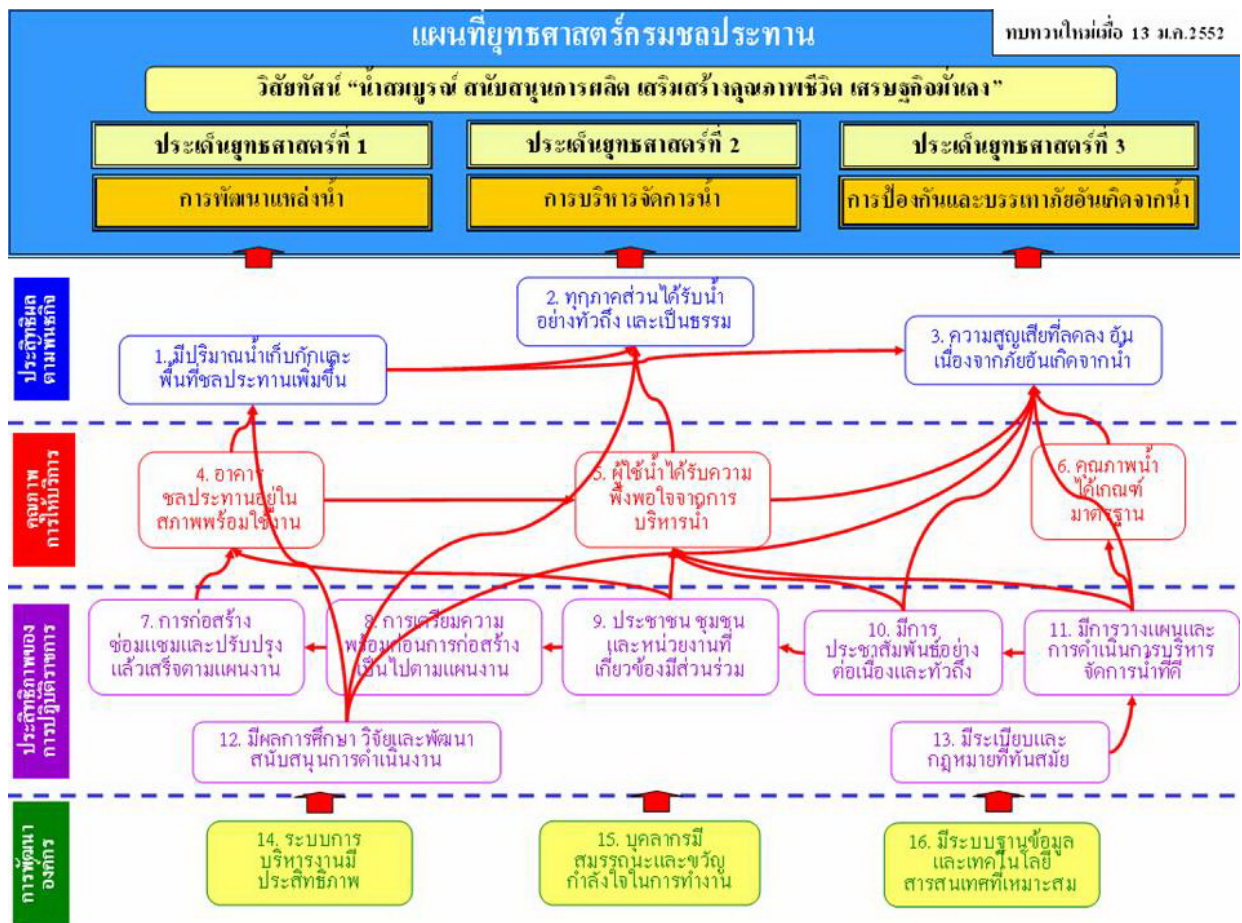 แผนที่ยุทธศาสตร์กรมชลประทาน
ทบทวนใหม่เมื่อ 13 ม.ค.2552
วิสัยทัศน์ “น้ำสมบูรณ์ สนับสนุนการผลิต เสริมสร้างคุณภาพชีวิต เศรษฐกิจมั่นคง”
ประเด็นยุทธศาสตร์ที่ 1
ประเด็นยุทธศาสตร์ที่ 2
ประเด็นยุทธศาสตร์ที่ 3
การพัฒนาแหล่งน้ำ
การบริหารจัดการน้ำ
การป้องกันและบรรเทาภัยอันเกิดจากน้ำ
ประสิทธิผล
ตามพันธกิจ
2. ทุกภาคส่วนได้รับน้ำ
อย่างทั่วถึง และเป็นธรรม
1. มีปริมาณน้ำเก็บกักและ
พื้นที่ชลประทานเพิ่มขึ้น
3. ความสูญเสียที่ลดลง อัน
เนื่องจากภัยอันเกิดจากน้ำ
คุณภาพ
การให้บริการ
4. อาคาร
ชลประทานอยู่ใน
สภาพพร้อมใช้งาน
5. ผู้ใช้น้ำได้รับความ
พึงพอใจจากการ
บริหารน้ำ
6. คุณภาพน้ำ
ได้เกณฑ์
มาตรฐาน
ประสิทธิภาพของ
การปฏิบัติราชการ
7. การก่อสร้าง
ซ่อมแซมและปรับปรุง
แล้วเสร็จตามแผนงาน
8. การเตรียมความ
พร้อมก่อนการก่อสร้าง
เป็นไปตามแผนงาน
9. ประชาชน ชุมชน
และหน่วยงานที่
เกี่ยวข้องมีส่วนร่วม
10. มีการ
ประชาสัมพันธ์อย่าง
ต่อเนื่องและทั่วถึง
11. มีการวางแผนและ
การดำเนินการบริหาร
จัดการน้ำที่ดี
12. มีผลการศึกษา วิจัยและพัฒนา
สนับสนุนการดำเนินงาน
13. มีระเบียบและ
กฎหมายที่ทันสมัย
การพัฒนา
องค์กร
14. ระบบการ
บริหารงานมี
ประสิทธิภาพ
15. บุคลากรมี
สมรรถนะและขวัญ
กำลังใจในการทำงาน
16. มีระบบฐานข้อมูล
และเทคโนโลยี
สารสนเทศที่เหมาะสม